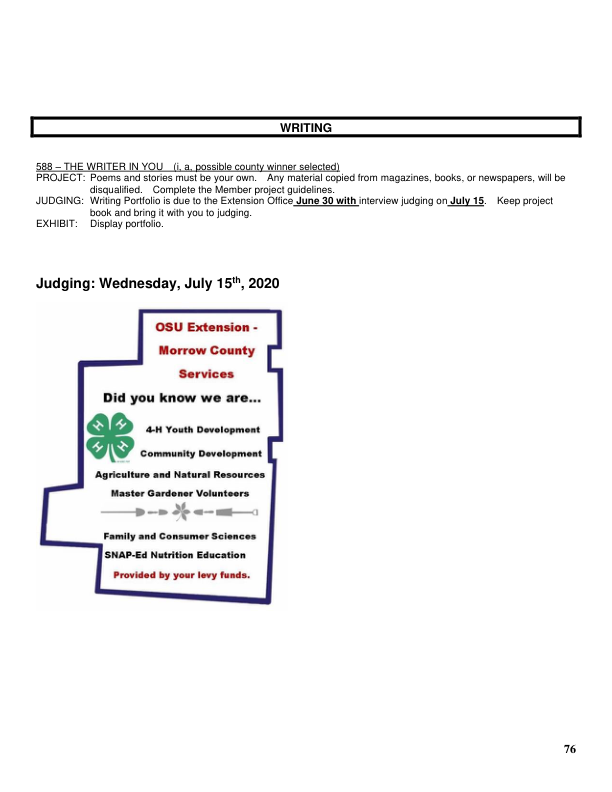 WRITING
588 – THE WRITER IN YOU (i, a, possible county winner selected)
PROJECT: Poems and stories must be your own. Any material copied from magazines, books, or newspapers, will be
disqualified. Complete the Member project guidelines.
JUDGING: Writing Portfolio is due to the Extension Office June 30 with interview judging on July 15. Keep project
book and bring it with you to judging.
EXHIBIT: Display portfolio.
Judging: Wednesday, July 15th, 2020
OSU Extension -
Morrow County
Services
Did you know we are...
H H
H H
4-H Youth Development
Community Development
Agriculture and Natural Resources
Master Gardener Volunteers
Family and Consumer Sciences
SNAP-Ed Nutrition Education
Provided by your levy funds.
76